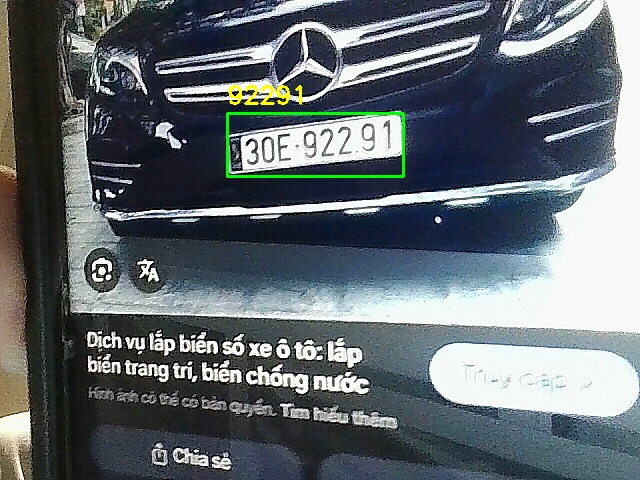 92291
30E-922.91
Dịch vụ lắp biển số xe ô tô: lắp
biển trang trí, biển chống nước
Hình ảnh có thể có bản quyền. Tìm hiểu thêm
Truy cập
Chia sẻ